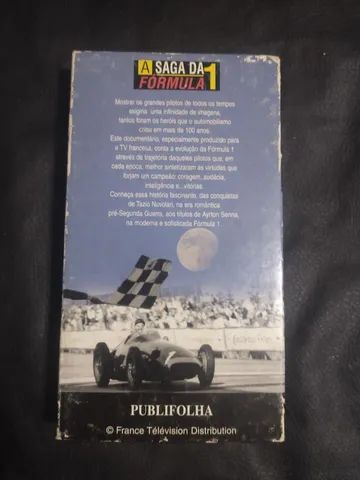 A SAGA DA
FÓRMULA 1
Mostrar os grandes pilotos de todos os tempos
exigiria uma infinidade de imagens,
tantos foram os heróis que o automobilismo
criou em mais de 100 anos.
Este documentário, especialmente produzido para
a TV francesa, conta a evolução da Fórmula 1
através da trajetória daqueles pilotos que, em
cada época, melhor sintetizaram as virtudes que
forjam um campeão: coragem, audácia,
inteligência e...vitórias.
Conheça essa história fascinante, das conquistas
de Tazio Nuvolari, na era romântica
pré-Segunda Guerra, aos títulos de Ayrton Senna,
na moderna e sofisticada Fórmula 1.
PUBLIFOLHA
© France Télévision Distribution